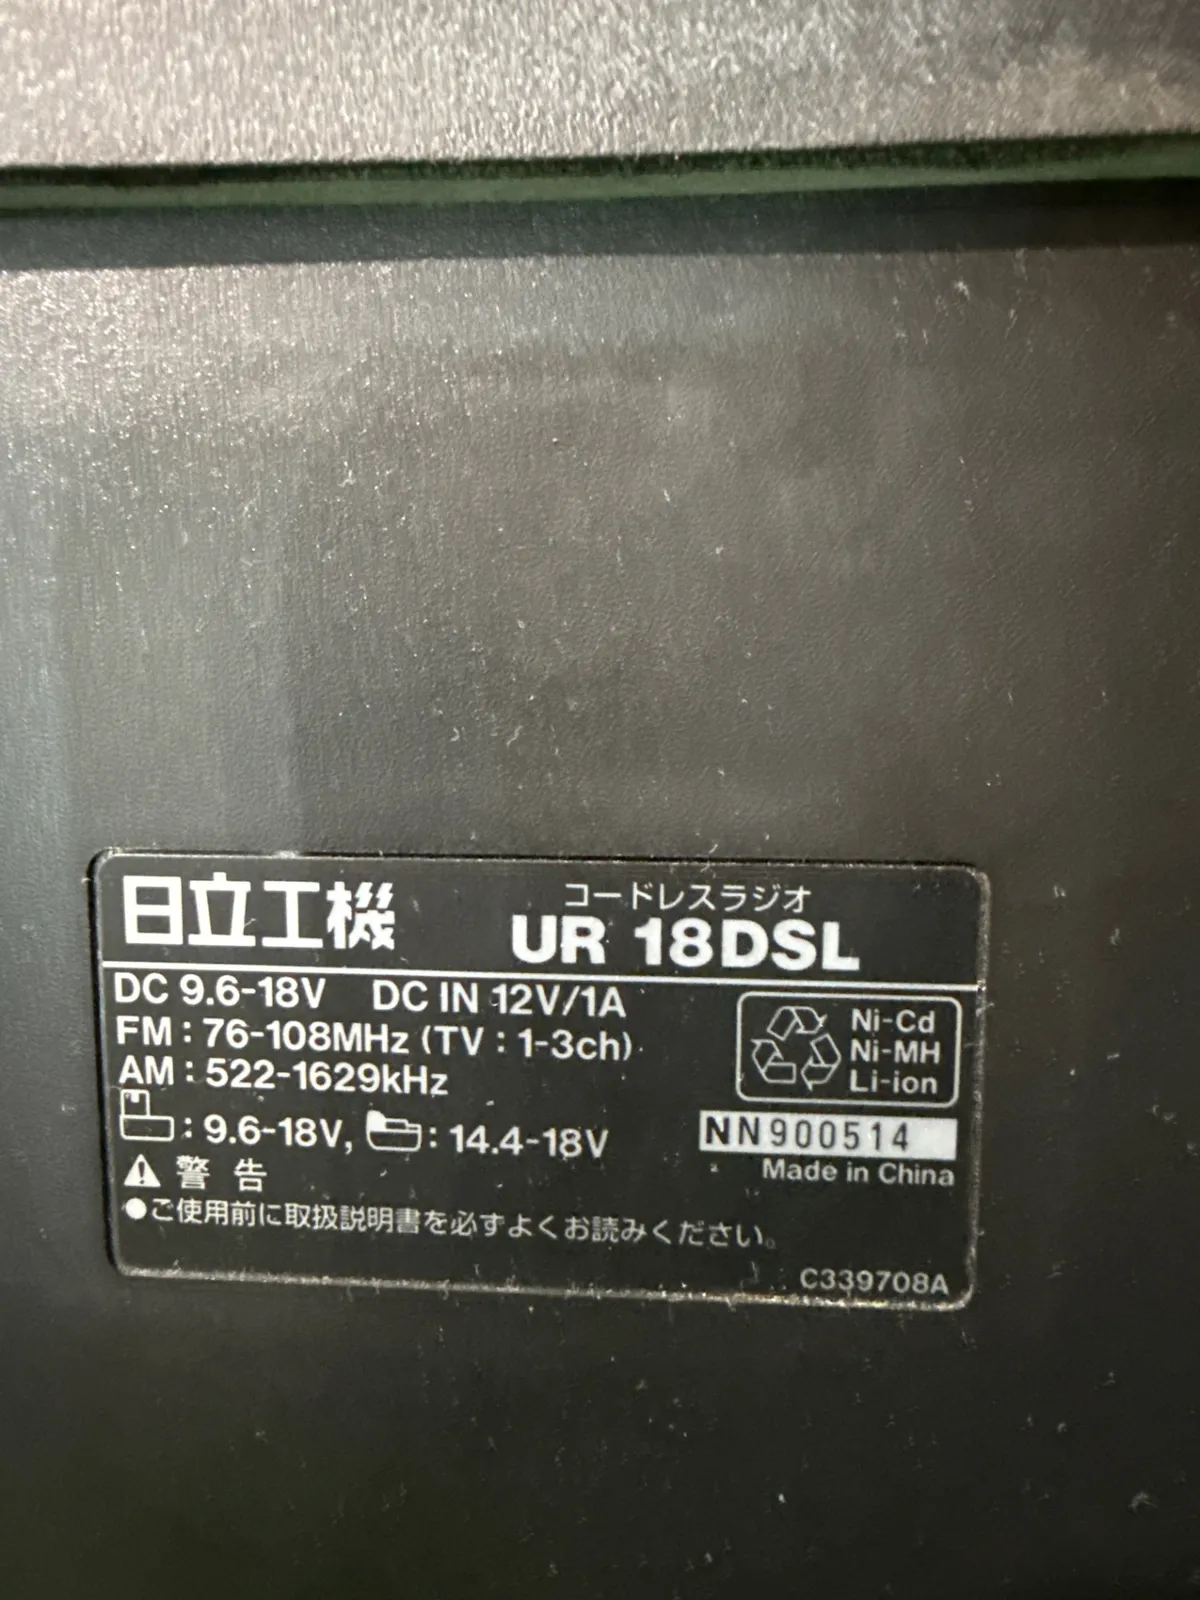 日立工機
コードレスラジオ
UR 18DSL
DC 9.6-18V DC IN 12V/1A
FM : 76-108MHz (TV : 1-3ch)
AM : 522-1629kHz
Ni-Cd
Ni-MH
Li-ion
: 9.6-18V, : 14.4-18V
NN900514
Made in China
警告
●ご使用前に取扱説明書を必ずよくお読みください。
C339708A